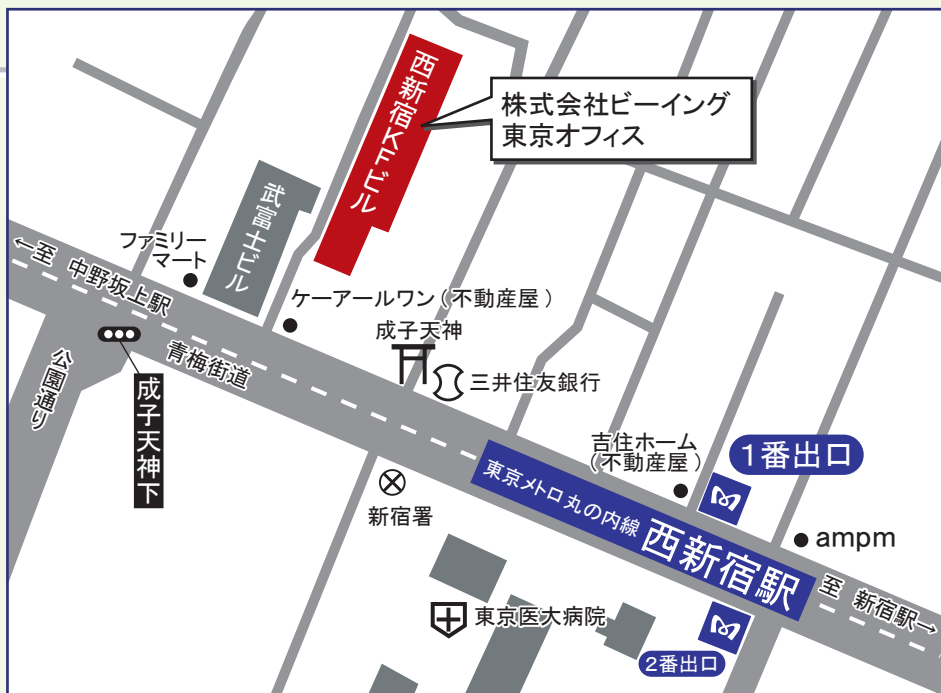 株式会社ビーイング
東京オフィス
西新宿KFビル
武富士ビル
ファミリー
マート
←至 中野坂上駅
ケーアールワン(不動産屋)
成子天神
三井住友銀行
青梅街道
公園通り
成子天神下
吉住ホーム
(不動産屋)
1番出口
東京メトロ丸の内線 西新宿駅
新宿署
ampm
至 新宿駅→
東京医大病院
2番出口